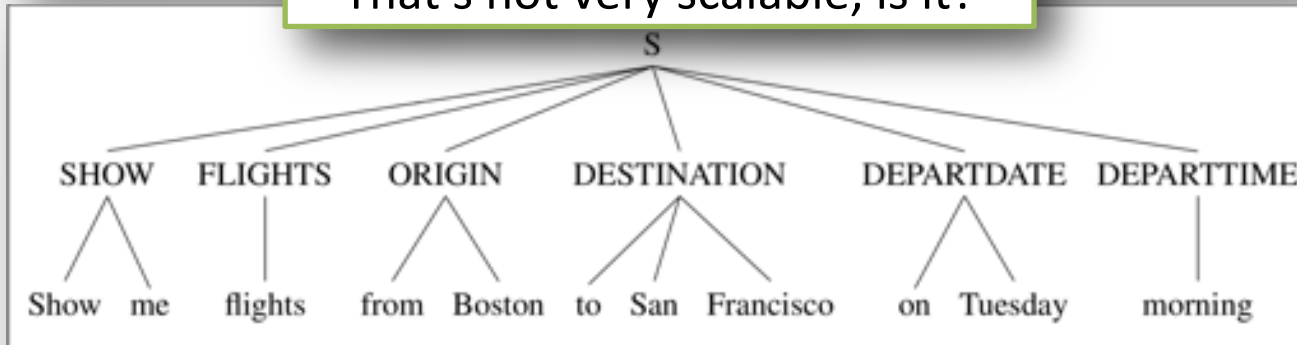 That's not very scalable, is it?
S
SHOW FLIGHTS ORIGIN DESTINATION DEPARTDATE DEPARTTIME
Show me flights from Boston to San Francisco on Tuesday morning